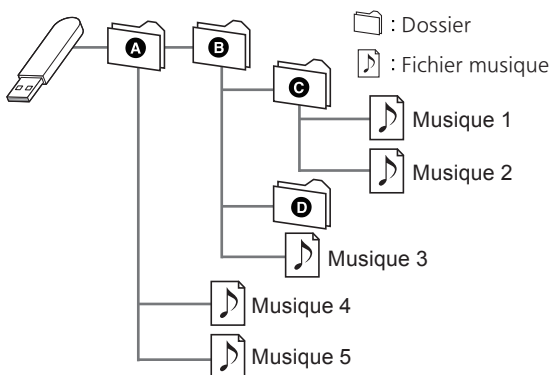 A
B
: Dossier
: Fichier musique
C
Musique 1
Musique 2
D
Musique 3
Musique 4
Musique 5